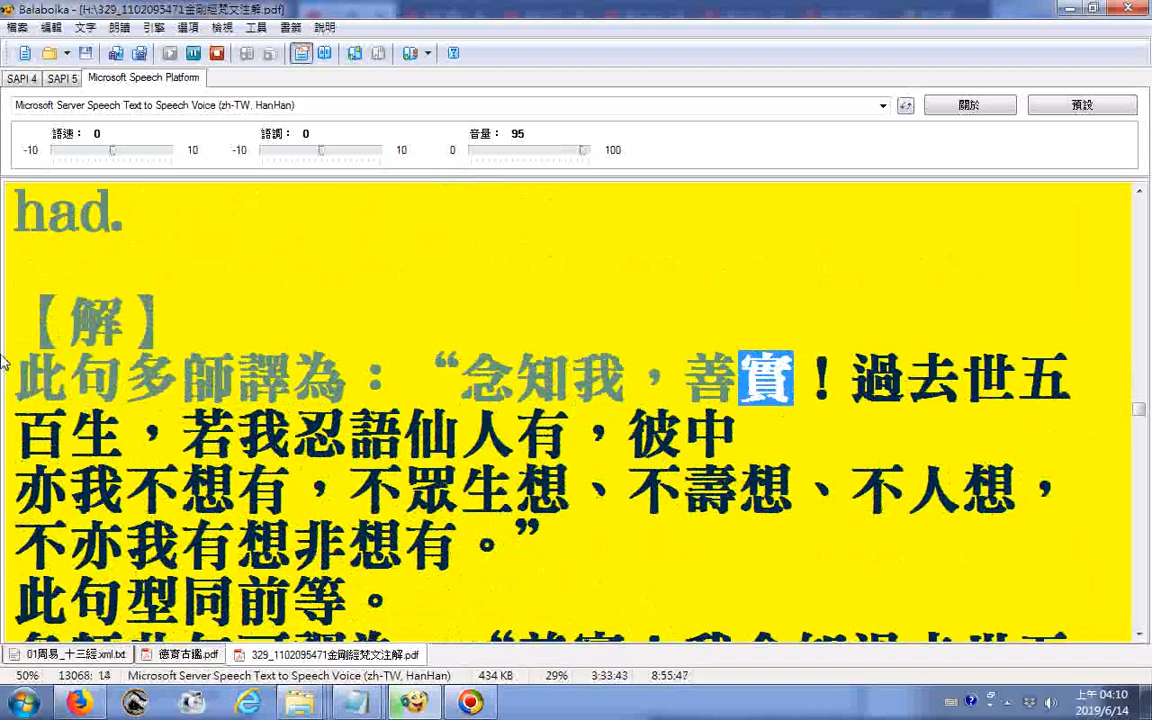 Balabolka - [H:\329_1102095471金剛經梵文注解.pdf]
檔案 編輯 文字 朗讀 引擎 選項 檢視 工具 書籤 說明
SAPI 4 SAPI 5 Microsoft Speech Platform
Microsoft Server Speech Text to Speech Voice (zh-TW, HanHan) 關於 預設
語速： 0 語調： 0 音量： 95
-10 10 -10 10 0 100
had.
【解】
此句多師譯為：“念知我，善實！過去世五
百生，若我忍語仙人有，彼中
亦我不想有，不眾生想、不壽想、不人想，
不亦我有想非想有。”
此句型同前等。
01周易_十三經.xml.txt 德育古鑑.pdf 329_1102095471金剛經梵文注解.pdf
50% 13068: 14 Microsoft Server Speech Text to Speech Voice (zh-TW, HanHan) 434 KB 29% 3:33:43 8:55:47
上午 04:10
2019/6/14